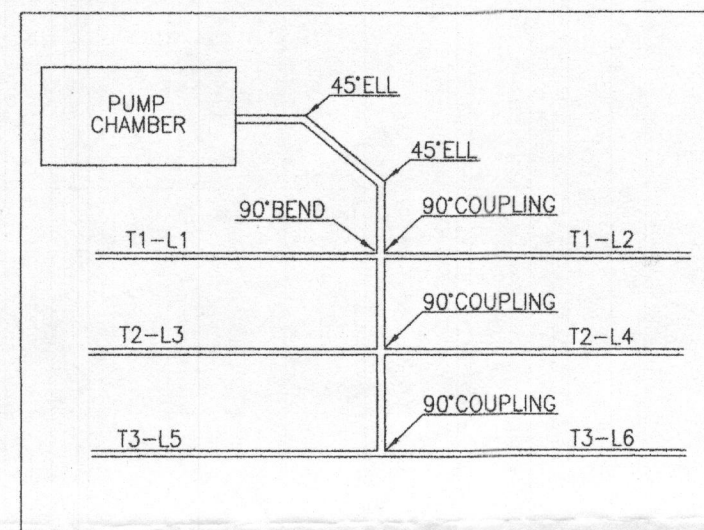 45°ELL
PUMP
CHAMBER
45°ELL
90°BEND
90°COUPLING
T1-L1
T1-L2
90°COUPLING
T2-L3
T2-L4
90°COUPLING
T3-L5
T3-L6